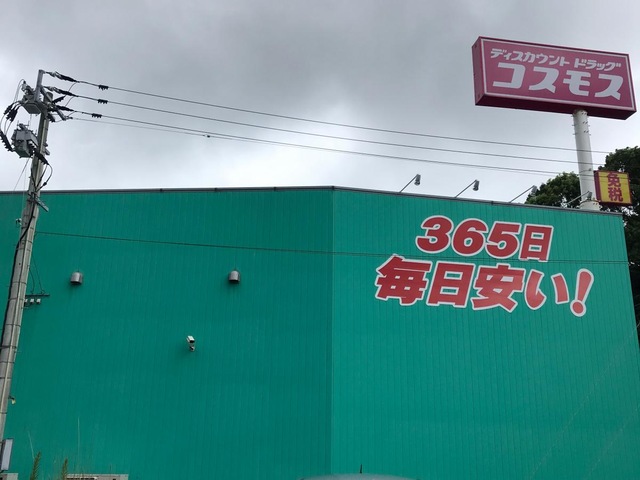 ディスカウント ドラッグ
コスモス
免税
365日
毎日安い!